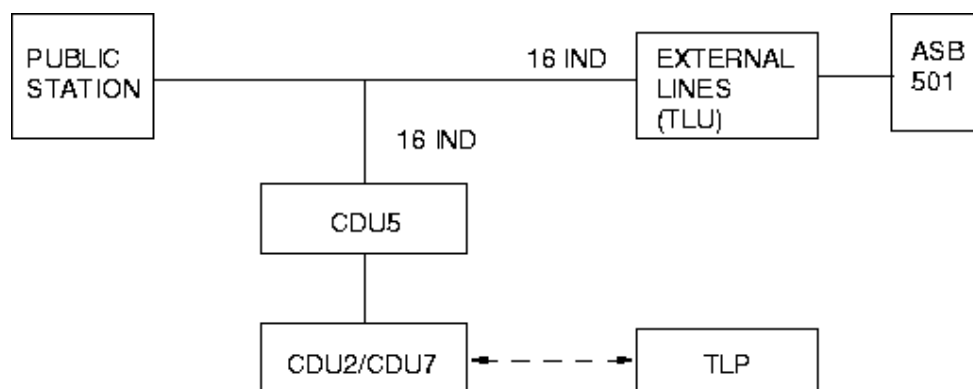 PUBLIC
STATION
16 IND
EXTERNAL
LINES
(TLU)
ASB
501
16 IND
CDU5
CDU2/CDU7
TLP